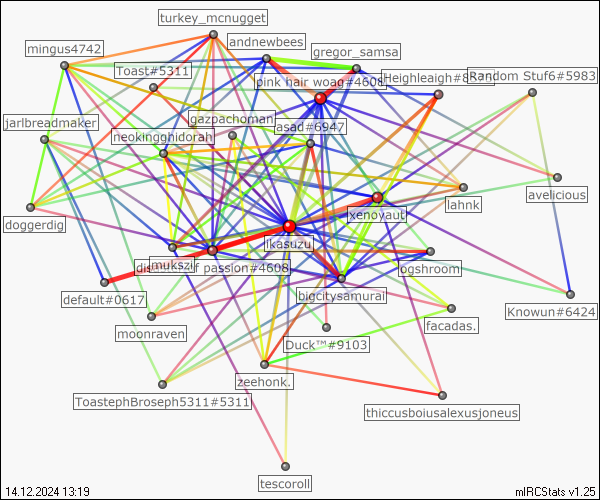 turkey_mcnugget
andnewbees
mingus4742
gregor_samsa
Toast#5311
pink hair woag#4608
Random Stuf6#5983
gazpachoman
jarlbreadmaker
asad#6947
neokingghidorah
avelicious
lahnk
doggerdig
xenoyaut
ikasuzu
mukszi
passion#4608
ogshroom
default#0617
bigcitysamurai
Knowun#6424
moonraven
facadas.
Duck™#9103
zeehonk.
ToastephBroseph5311#5311
thiccusboiusalexusjoneus
tescoroll
14.12.2024 13:19
mIRCStats v1.25